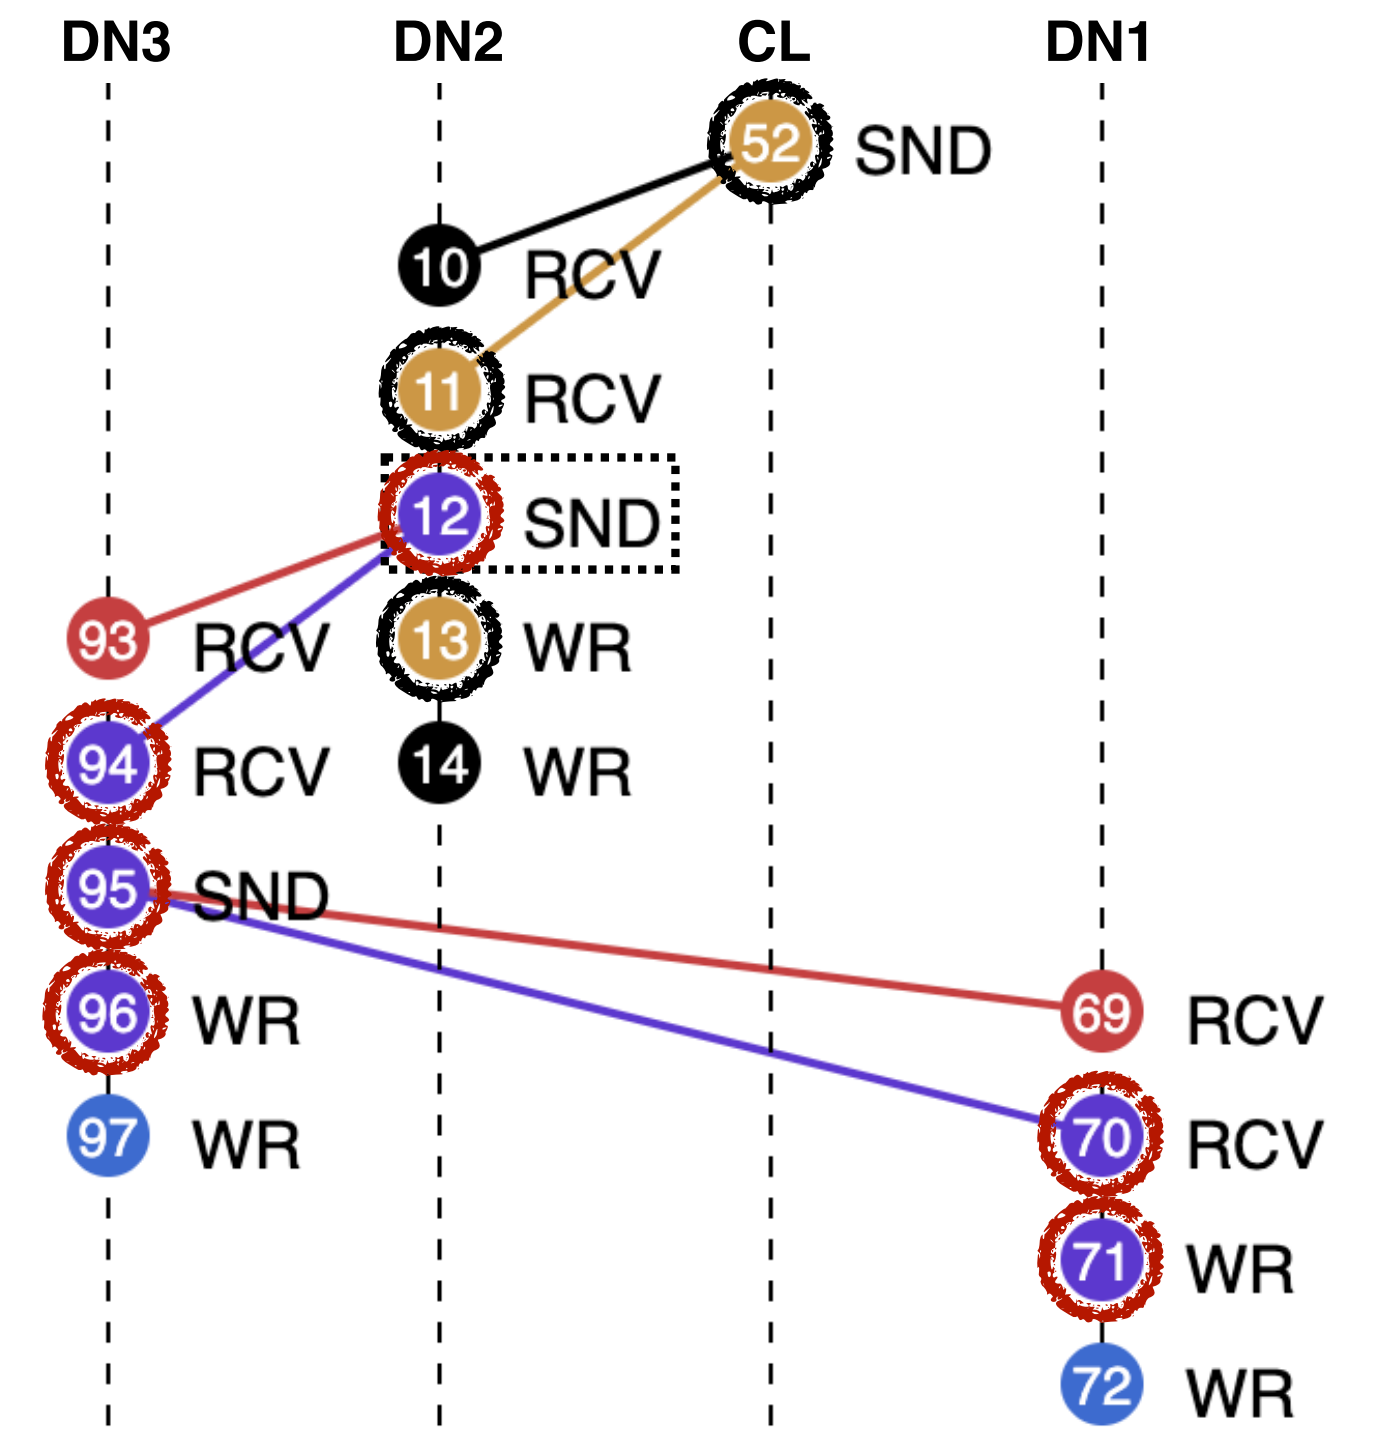 DN3 DN2 CL DN1
52 SND
10 RCV
11 RCV
12 SND
93 RCV 13 WR
94 RCV 14 WR
95 SND
96 WR 69 RCV
97 WR 70 RCV
71 WR
72 WR